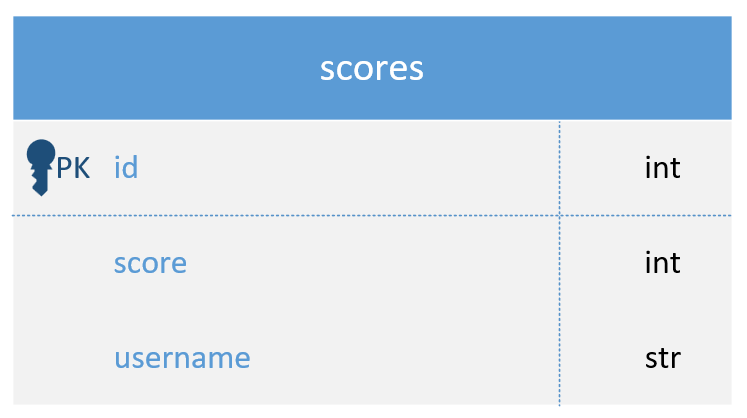 scores
PK id int
score int
username str